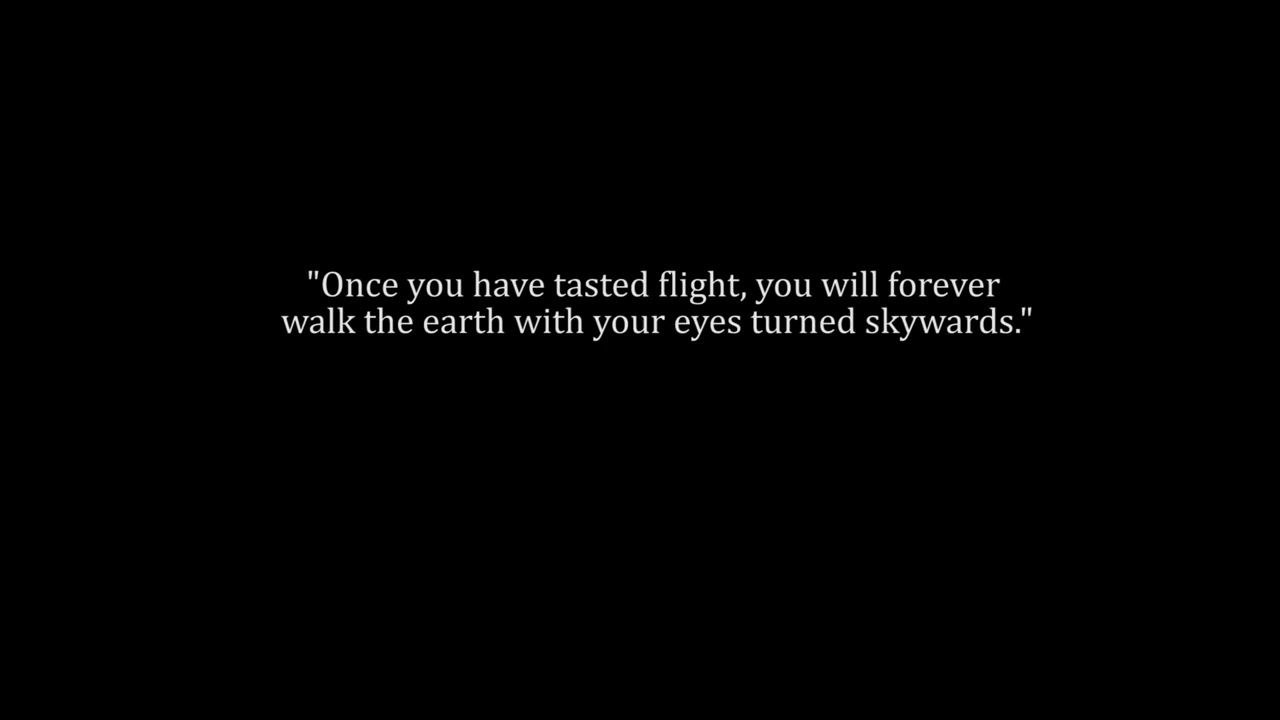 "Once you have tasted flight, you will forever
walk the earth with your eyes turned skywards."